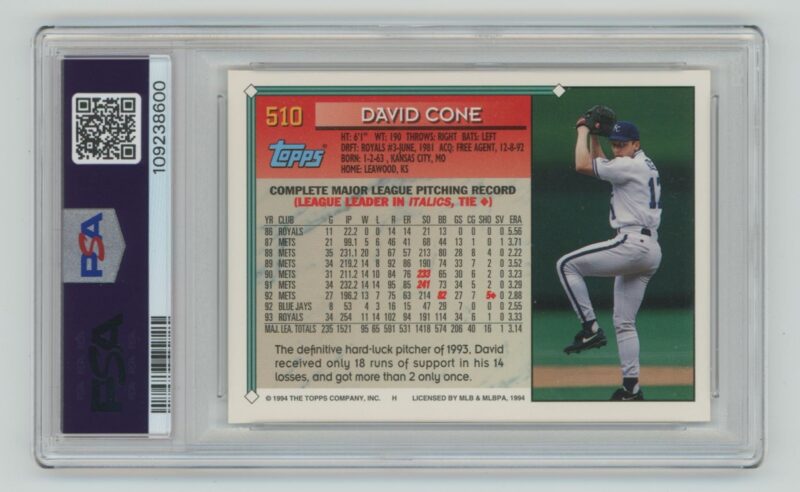 109238600
PSA
PSA
510
DAVID CONE
Topps
HT: 6'1" WT: 190 THROWS: RIGHT BATS: LEFT
DRFT: ROYALS #3-JUNE, 1981 ACQ: FREE AGENT, 12-8-92
BORN: 1-2-63, KANSAS CITY, MO
HOME: LEAWOOD, KS
COMPLETE MAJOR LEAGUE PITCHING RECORD
(LEAGUE LEADER IN ITALICS, TIE ♦)
YR CLUB G IP W L R ER SO BB GS CG SHO SV ERA
86 ROYALS 11 22.2 0 0 14 14 21 13 0 0 0 0 5.56
87 METS 21 99.1 5 6 46 41 68 44 13 1 0 1 3.71
88 METS 35 231.1 20 3 67 57 213 80 28 8 4 0 2.22
89 METS 34 219.2 14 8 92 86 190 74 33 7 2 0 3.52
90 METS 31 211.2 14 10 84 76 233 65 30 6 2 0 3.23
91 METS 34 232.2 14 14 95 85 241 73 34 5 2 0 3.29
92 METS 27 196.2 13 7 75 63 214 82 27 7 5♦ 0 2.88
92 BLUE JAYS 8 53 4 3 16 15 47 29 7 0 0 0 2.55
93 ROYALS 34 254 11 14 102 94 191 114 34 6 1 0 3.33
MAJ. LEA. TOTALS 235 1521 95 65 591 531 1418 574 206 40 16 1 3.14
The definitive hard-luck pitcher of 1993, David
received only 18 runs of support in his 14
losses, and got more than 2 only once.
© 1994 THE TOPPS COMPANY, INC. H LICENSED BY MLB & MLBPA, 1994